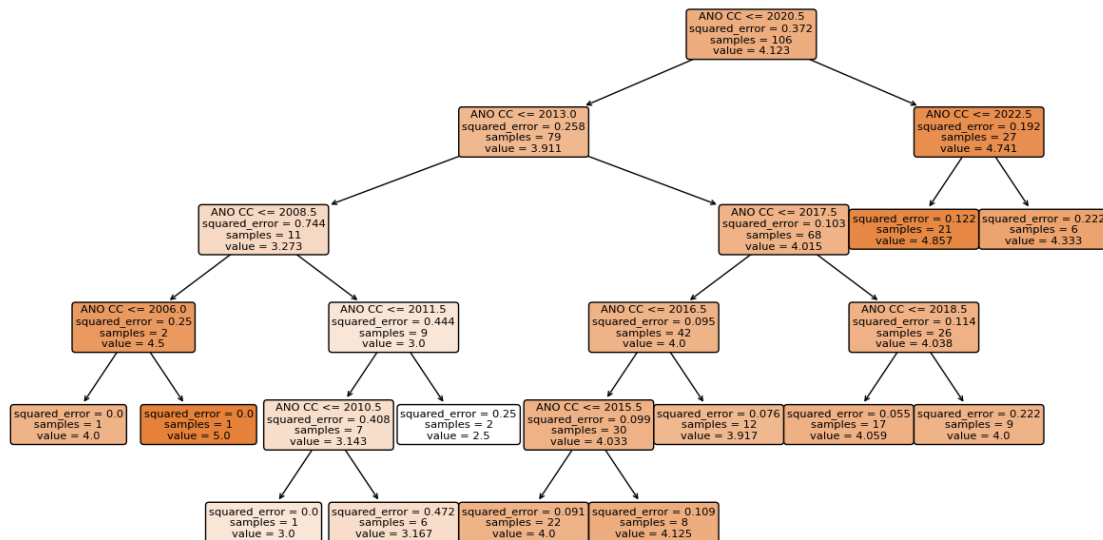 ANO CC <= 2020.5
squared_error = 0.372
samples = 106
value = 4.123
ANO CC <= 2013.0
squared_error = 0.258
samples = 79
value = 3.911
ANO CC <= 2022.5
squared_error = 0.192
samples = 27
value = 4.741
ANO CC <= 2008.5
squared_error = 0.744
samples = 11
value = 3.273
ANO CC <= 2017.5
squared_error = 0.103
samples = 68
value = 4.015
squared_error = 0.122
samples = 21
value = 4.857
squared_error = 0.222
samples = 6
value = 4.333
ANO CC <= 2006.0
squared_error = 0.25
samples = 2
value = 4.5
ANO CC <= 2011.5
squared_error = 0.444
samples = 9
value = 3.0
ANO CC <= 2016.5
squared_error = 0.095
samples = 42
value = 4.0
ANO CC <= 2018.5
squared_error = 0.114
samples = 26
value = 4.038
squared_error = 0.0
samples = 1
value = 4.0
squared_error = 0.0
samples = 1
value = 5.0
ANO CC <= 2010.5
squared_error = 0.408
samples = 7
value = 3.143
squared_error = 0.25
samples = 2
value = 2.5
ANO CC <= 2015.5
squared_error = 0.099
samples = 30
value = 4.033
squared_error = 0.076
samples = 12
value = 3.917
squared_error = 0.055
samples = 17
value = 4.059
squared_error = 0.222
samples = 9
value = 4.0
squared_error = 0.0
samples = 1
value = 3.0
squared_error = 0.472
samples = 6
value = 3.167
squared_error = 0.091
samples = 22
value = 4.0
squared_error = 0.109
samples = 8
value = 4.125